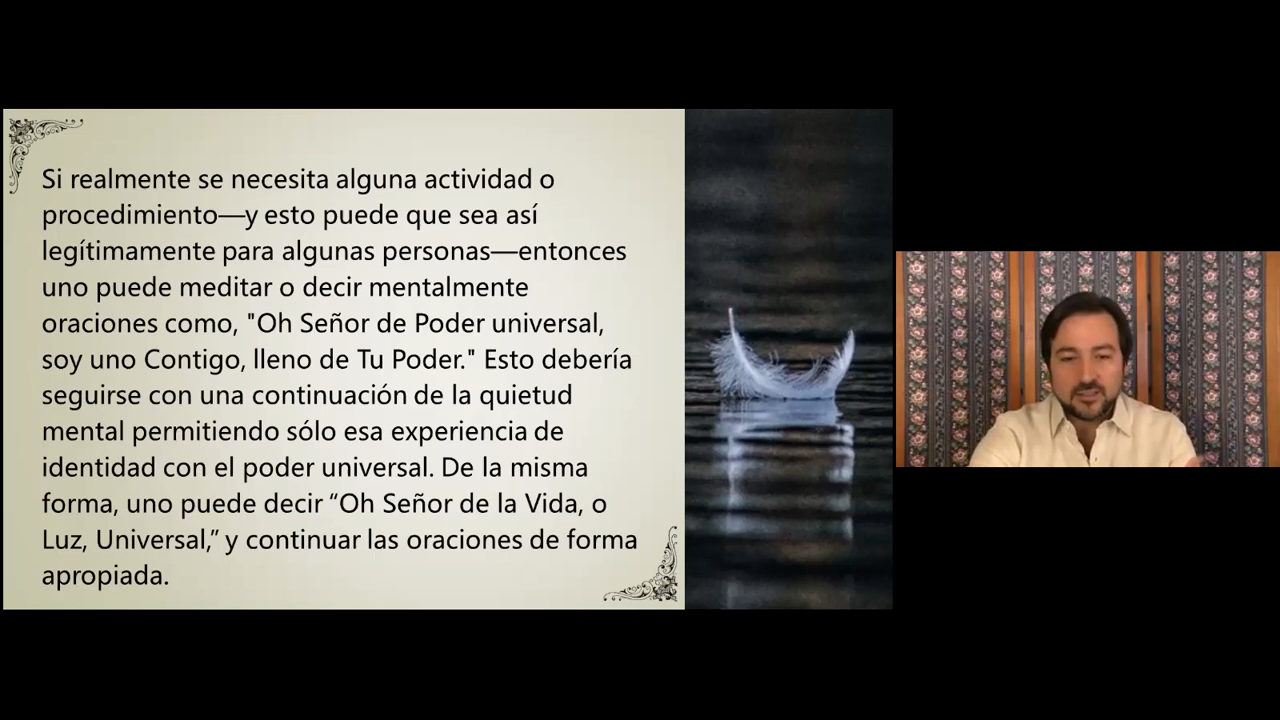 Si realmente se necesita alguna actividad o
procedimiento—y esto puede que sea así
legítimamente para algunas personas—entonces
uno puede meditar o decir mentalmente
oraciones como, "Oh Señor de Poder universal,
soy uno Contigo, lleno de Tu Poder." Esto debería
seguirse con una continuación de la quietud
mental permitiendo sólo esa experiencia de
identidad con el poder universal. De la misma
forma, uno puede decir “Oh Señor de la Vida, o
Luz, Universal,” y continuar las oraciones de forma
apropiada.